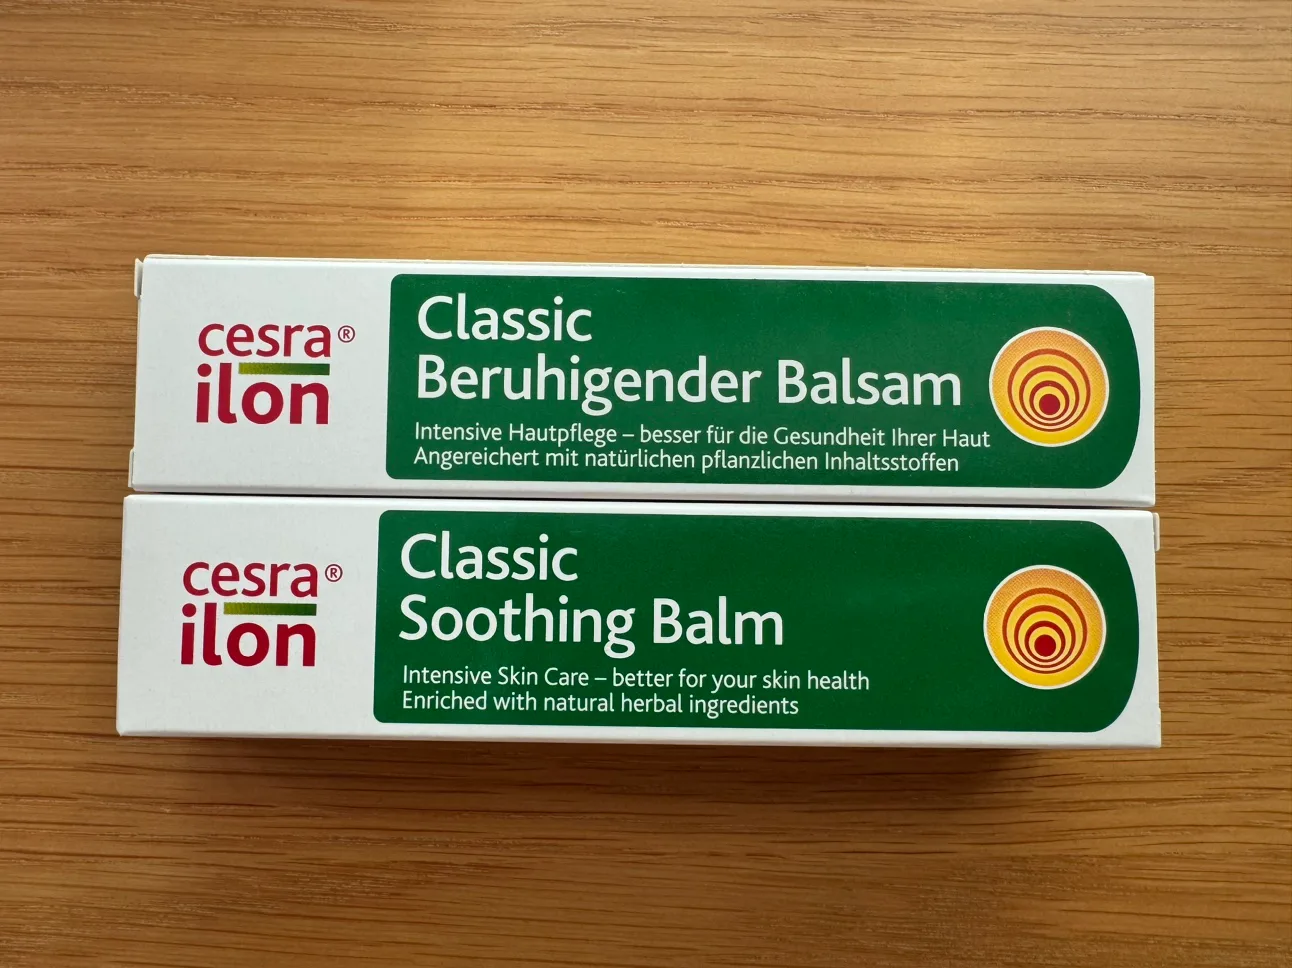 cesra®
ilon
Classic
Beruhigender Balsam
Intensive Hautpflege – besser für die Gesundheit Ihrer Haut
Angereichert mit natürlichen pflanzlichen Inhaltsstoffen
cesra®
ilon
Classic
Soothing Balm
Intensive Skin Care – better for your skin health
Enriched with natural herbal ingredients